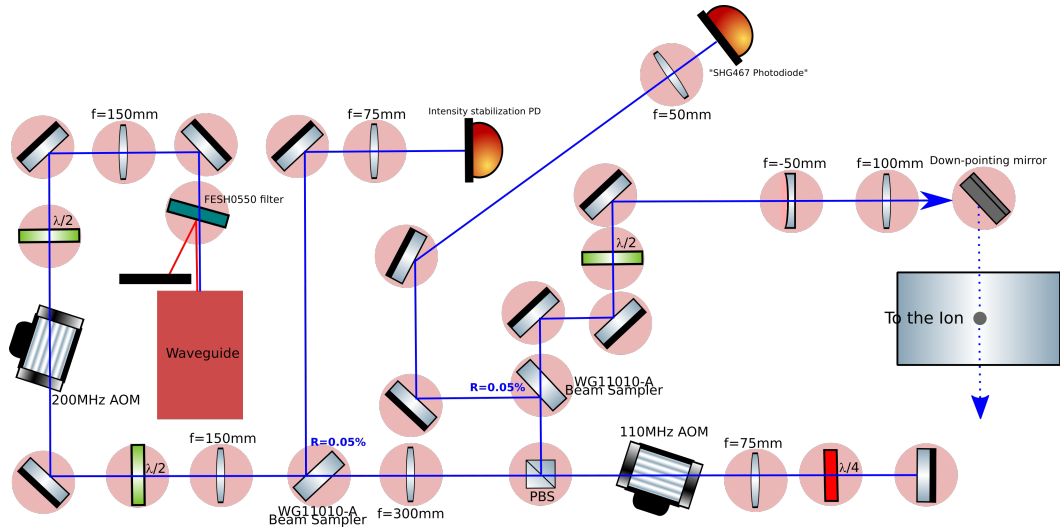 "SHG467 Photodiode"
f=50mm
f=150mm
f=75mm
Intensity stabilization PD
f=-50mm
f=100mm
Down-pointing mirror
FESH0550 filter
λ/2
λ/2
To the Ion
Waveguide
WG11010-A
Beam Sampler
R=0.05%
200MHz AOM
110MHz AOM
f=150mm
R=0.05%
f=75mm
λ/2
λ/4
PBS
f=300mm
WG11010-A
Beam Sampler